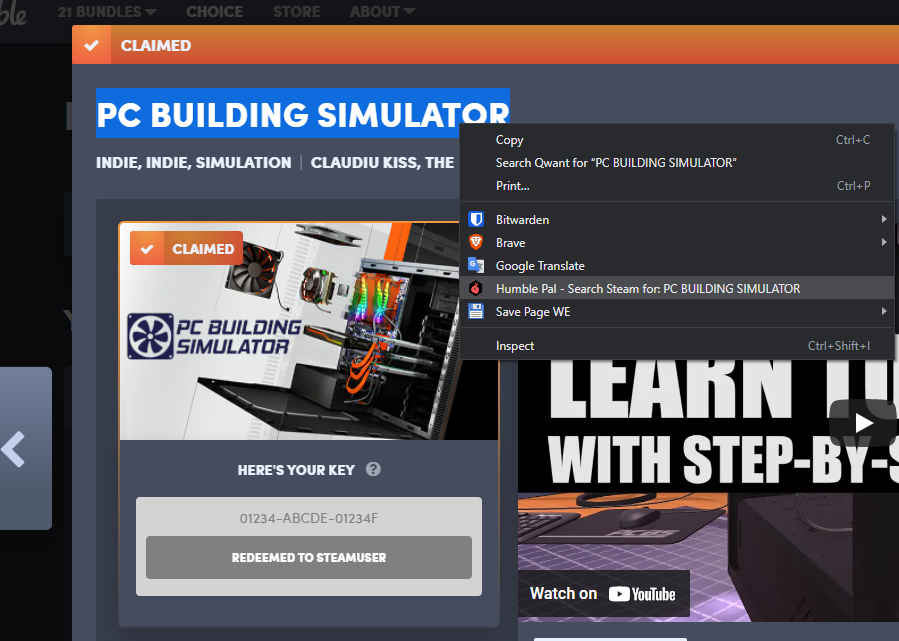 ble
21 BUNDLES
CHOICE
STORE
ABOUT
CLAIMED
PC BUILDING SIMULATOR
INDIE, INDIE, SIMULATION | CLAUDIU KISS, THE
Copy Ctrl+C
Search Qwant for “PC BUILDING SIMULATOR”
Print... Ctrl+P
Bitwarden
Brave
Google Translate
Humble Pal - Search Steam for: PC BUILDING SIMULATOR
Save Page WE
Inspect Ctrl+Shift+I
CLAIMED
PC BUILDING
SIMULATOR
HERE'S YOUR KEY ?
01234-ABCDE-01234F
REDEEMED TO STEAMUSER
LEARN TO
WITH STEP-BY-S
Watch on YouTube